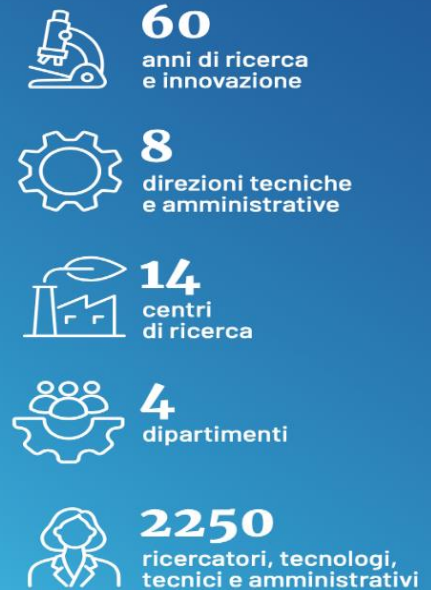 60
anni di ricerca
e innovazione
8
direzioni tecniche
e amministrative
14
centri
di ricerca
4
dipartimenti
2250
ricercatori, tecnologi,
tecnici e amministrativi